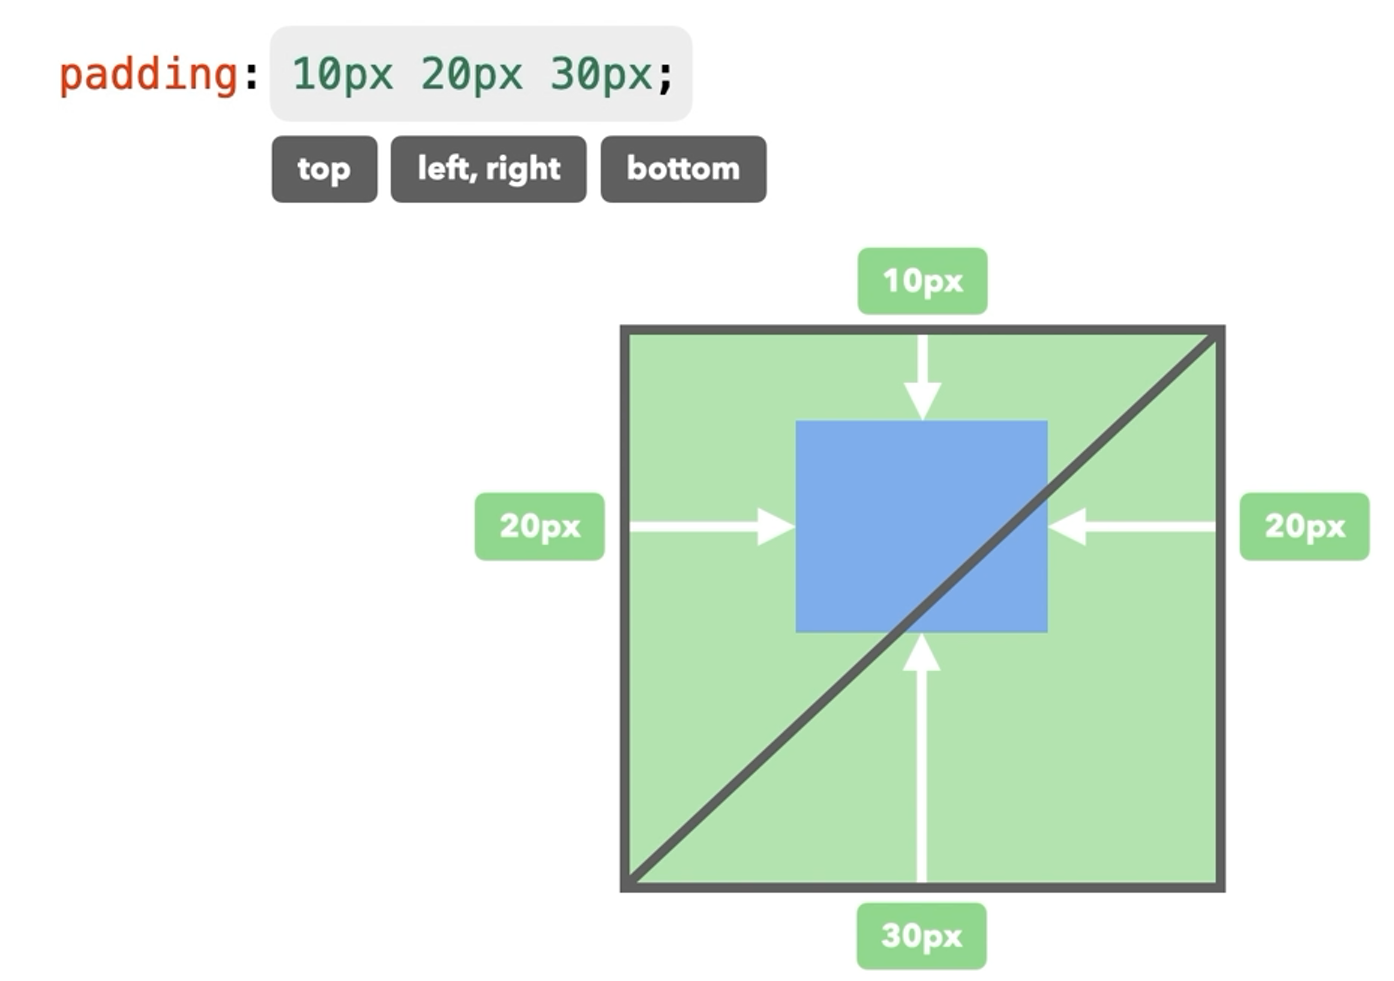 padding: 10px 20px 30px;
top left, right bottom
10px
20px 20px
30px